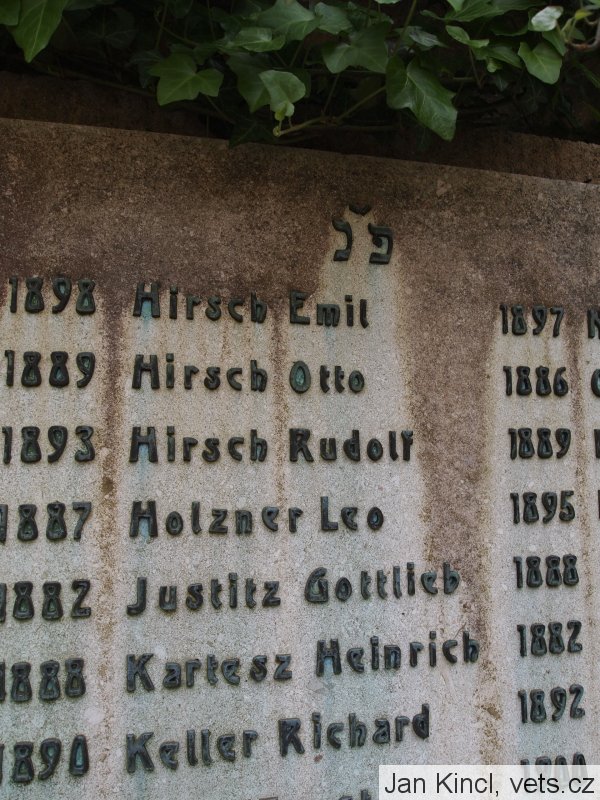 פ״נ
1898 Hirsch Emil 1897
1889 Hirsch Otto 1886
1893 Hirsch Rudolf 1889
1887 Holzner Leo 1895
1882 Justitz Gottlieb 1888
1888 Kartesz Heinrich 1882
1890 Keller Richard 1892
Jan Kincl, vets.cz